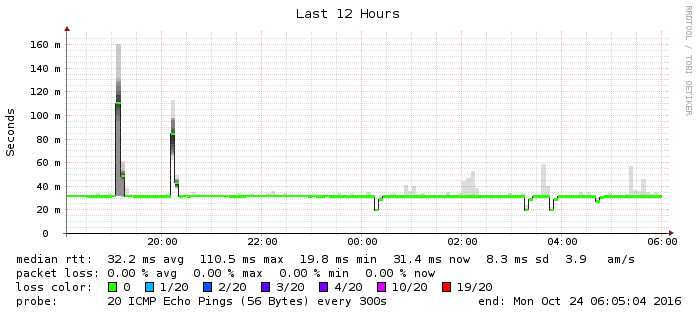 Last 12 Hours
RRDTOOL / TOBI OETIKER
Seconds
160 m
140 m
120 m
100 m
80 m
60 m
40 m
20 m
0
20:00 22:00 00:00 02:00 04:00 06:00
median rtt: 32.2 ms avg 110.5 ms max 19.8 ms min 31.4 ms now 8.3 ms sd 3.9 am/s
packet loss: 0.00 % avg 0.00 % max 0.00 % min 0.00 % now
loss color: 0 1/20 2/20 3/20 4/20 10/20 19/20
probe: 20 ICMP Echo Pings (56 Bytes) every 300s end: Mon Oct 24 06:05:04 2016